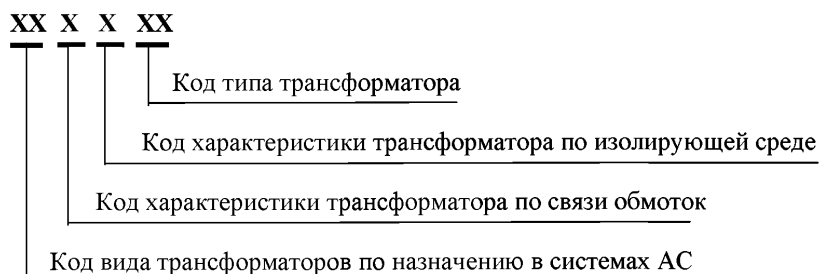 XX X X XX
Код типа трансформатора
Код характеристики трансформатора по изолирующей среде
Код характеристики трансформатора по связи обмоток
Код вида трансформаторов по назначению в системах АС